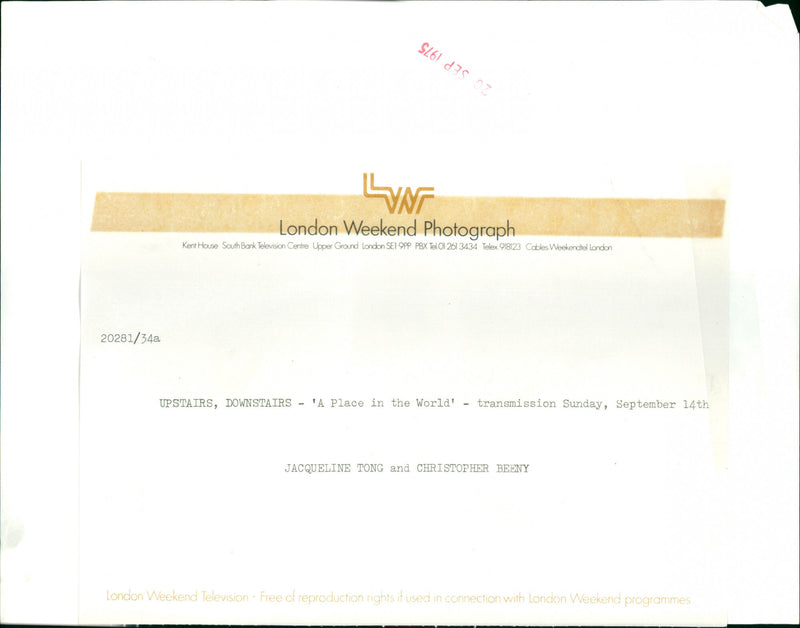 20 SEP 1975
LWT
London Weekend Photograph
Kent House South Bank Television Centre Upper Ground London SE1 9PP PBX Tel 01 261 3434 Telex 918123 Cables Weekendtel London
20281/34a
UPSTAIRS, DOWNSTAIRS - 'A Place in the World' - transmission Sunday, September 14th
JACQUELINE TONG and CHRISTOPHER BEENY
London Weekend Television · Free of reproduction rights if used in connection with London Weekend programmes